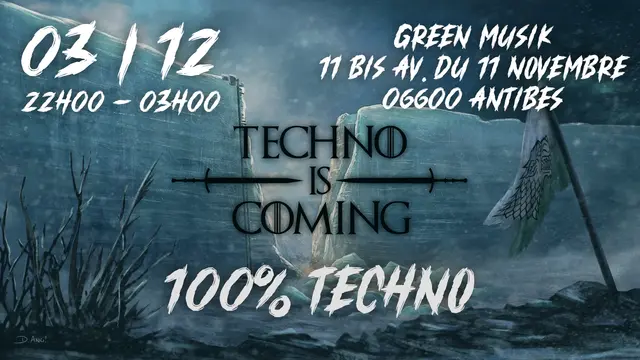 03 / 12
22H00 - 03H00
GREEN MUSIK
11 BIS AV. DU 11 NOVEMBRE
06600 ANTIBES
TECHNO
IS
COMING
100% TECHNO